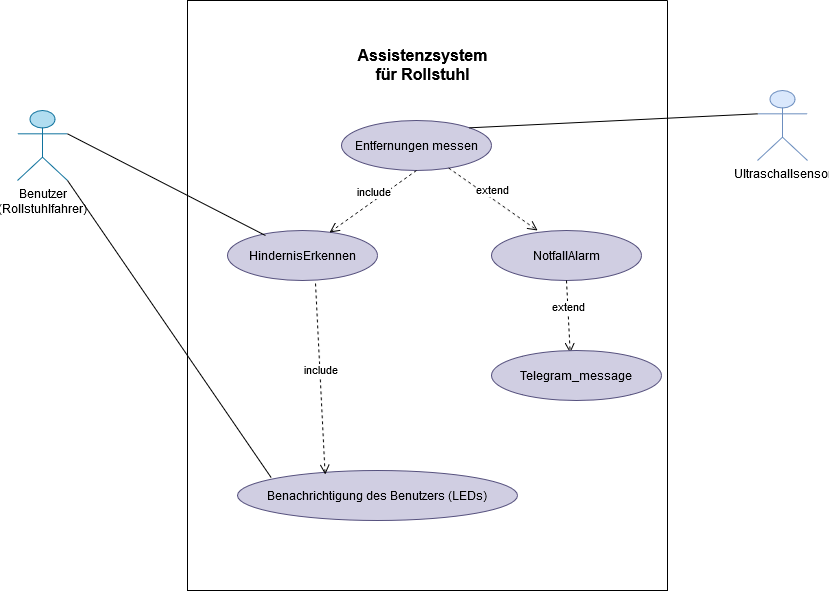 Assistenzsystem
für Rollstuhl
Entfernungen messen
Ultraschallsensor
Benutzer
(Rollstuhlfahrer)
include
extend
HindernisErkennen
NotfallAlarm
extend
Telegram_message
include
Benachrichtigung des Benutzers (LEDs)